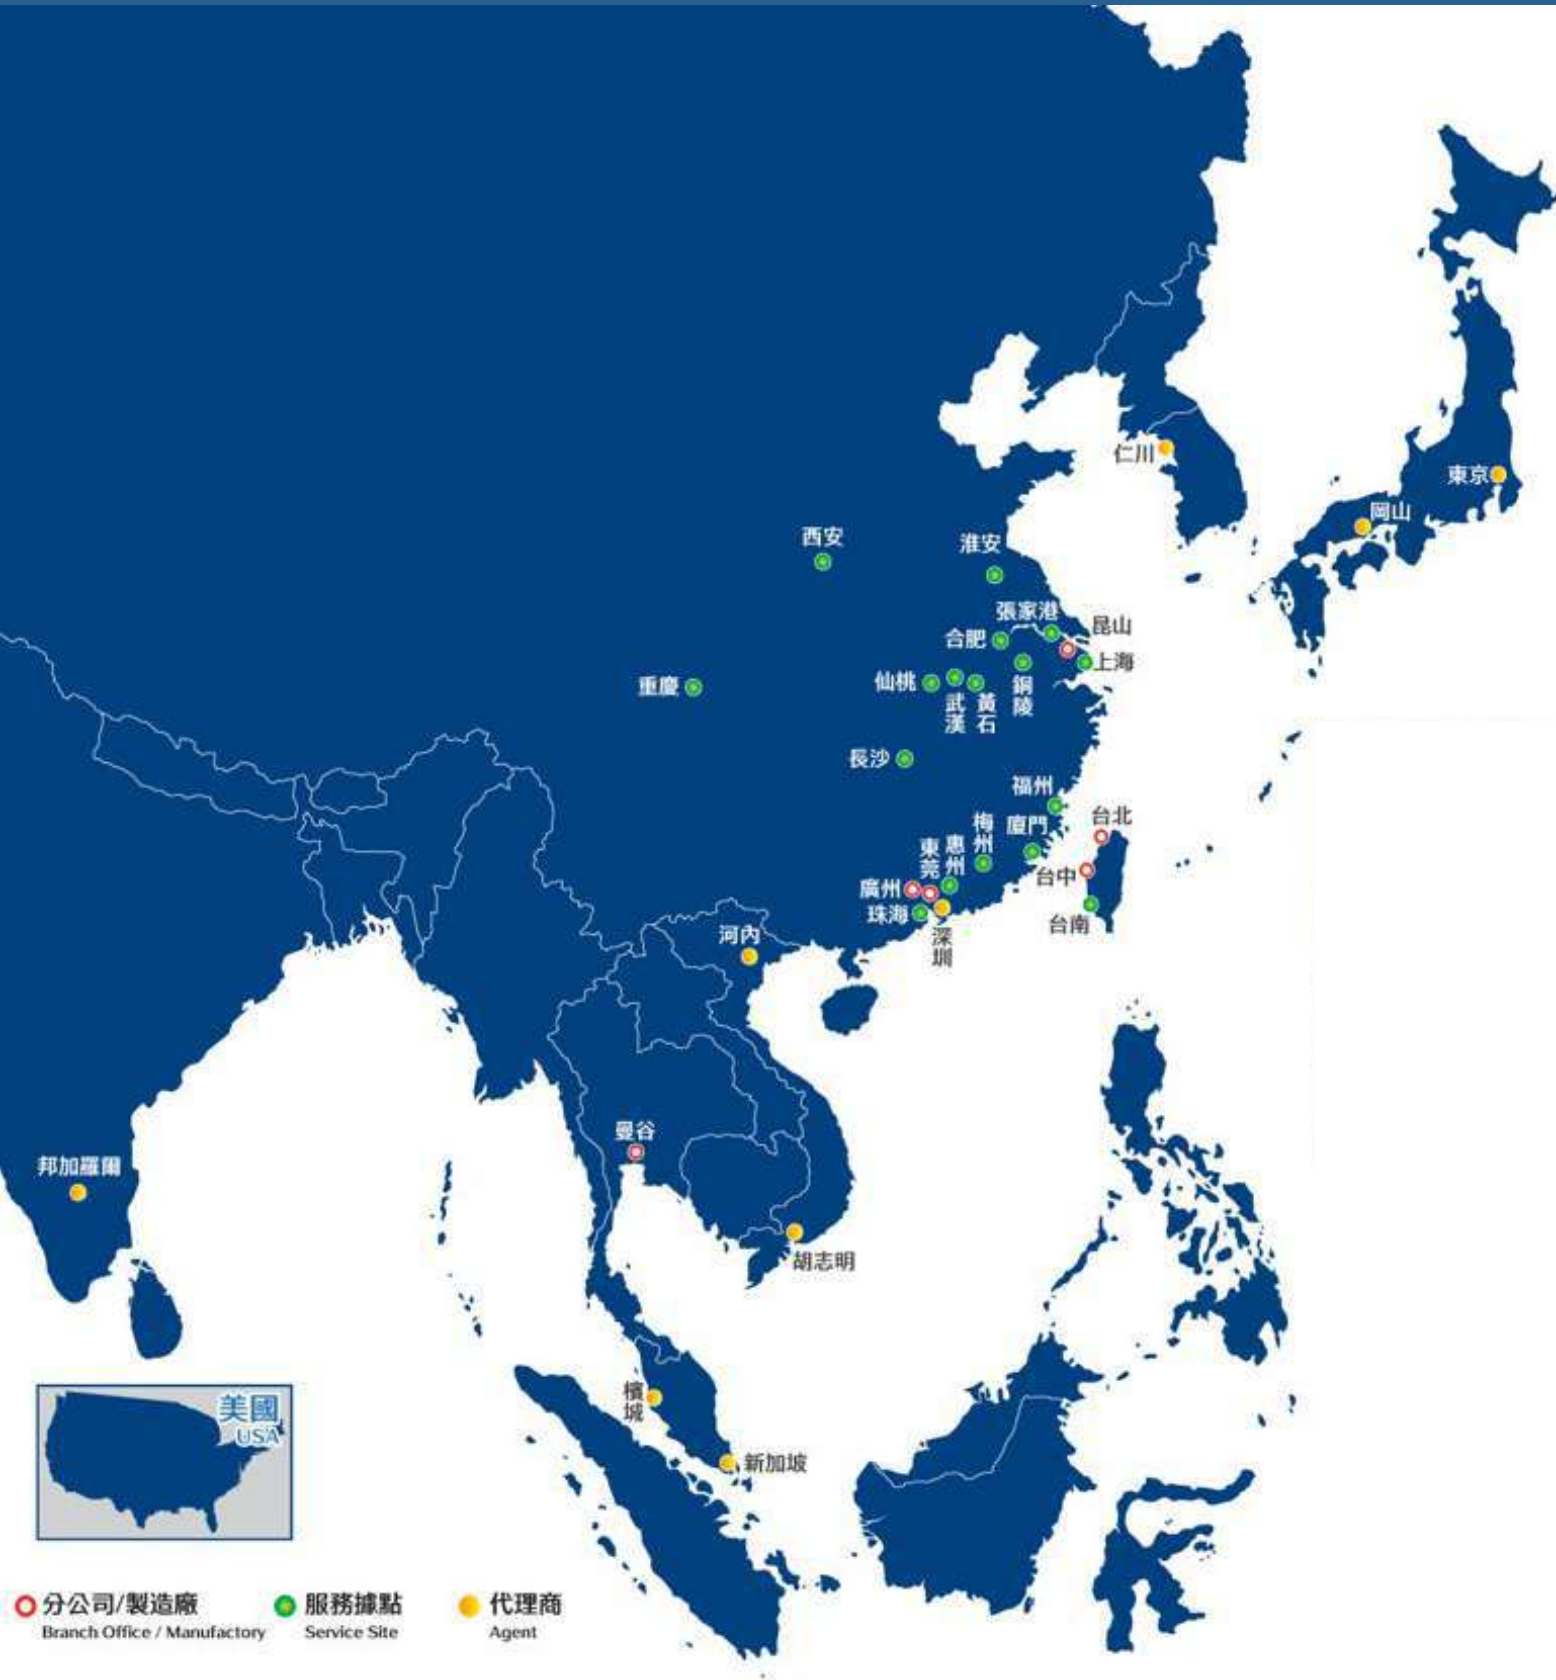 仁川
東京
岡山
西安
淮安
張家港
昆山
合肥
上海
重慶
仙桃
武漢
黃石
銅陵
長沙
福州
台北
梅州
廈門
東莞
惠州
台中
廣州
珠海
台南
深圳
河內
曼谷
邦加羅爾
胡志明
檳城
新加坡
美國
USA
分公司/製造廠
Branch Office / Manufactory
服務據點
Service Site
代理商
Agent